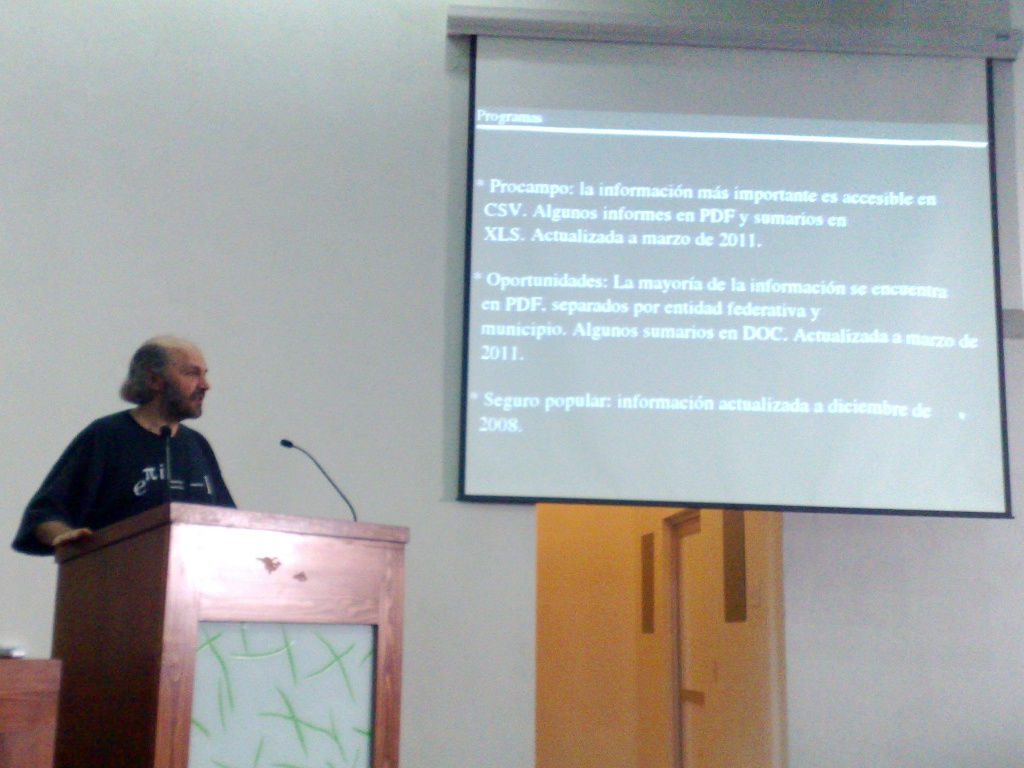 Programas
* Procampo: la información más importante es accesible en
CSV. Algunos informes en PDF y sumarios en
XLS. Actualizada a marzo de 2011.
* Oportunidades: La mayoría de la información se encuentra
en PDF. separados por entidad federativa y
municipio. Algunos sumarios en DOC. Actualizada a marzo de
2011.
* Seguro popular: información actualizada a diciembre de
2008.
e^πi = -1